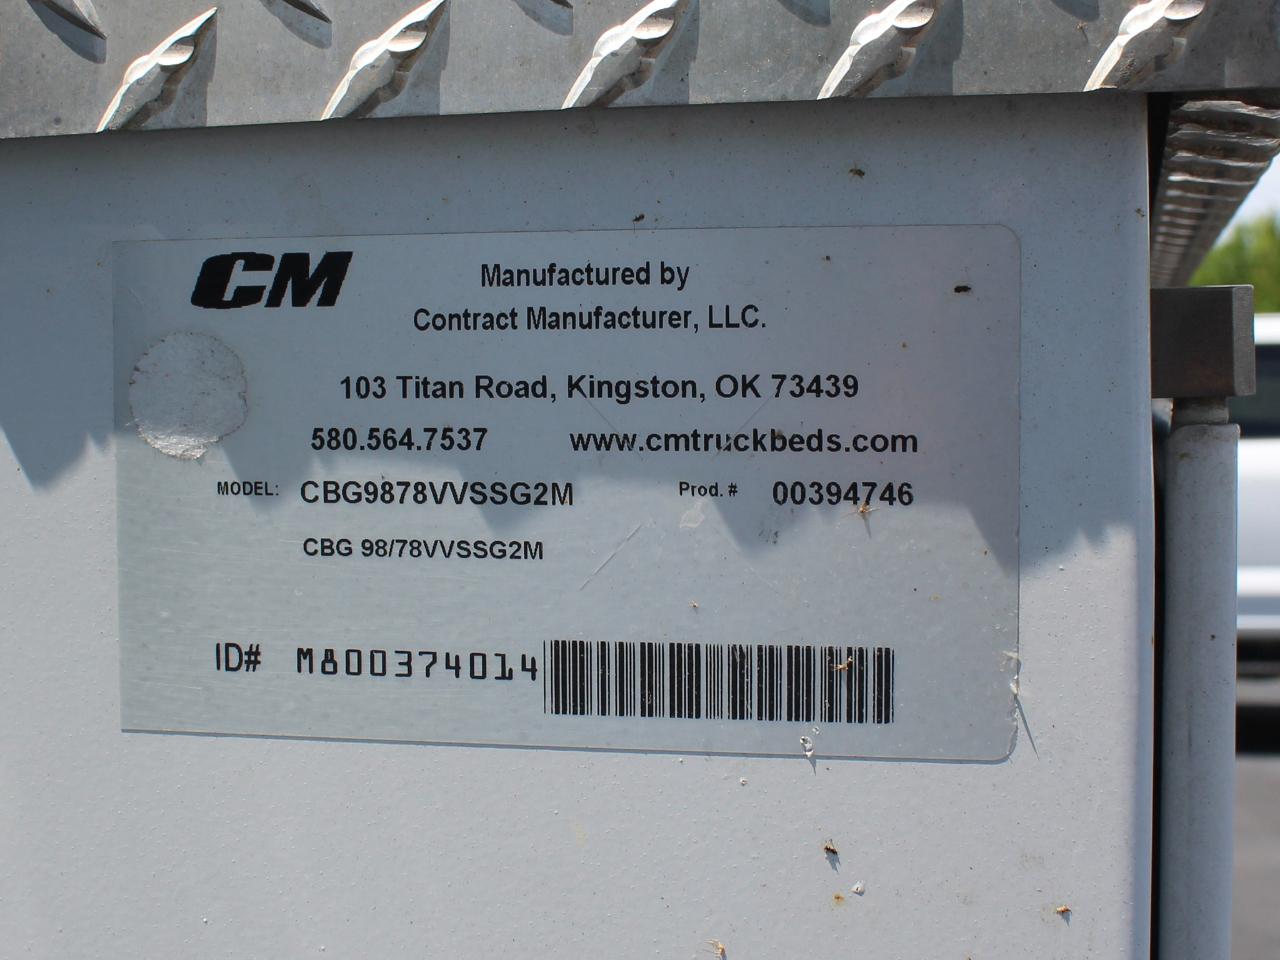 CM
Manufactured by
Contract Manufacturer, LLC.
103 Titan Road, Kingston, OK 73439
580.564.7537 www.cmtruckbeds.com
MODEL: CBG9878VVSSG2M Prod. # 00394746
CBG 98/78VVSSG2M
ID# M800374014